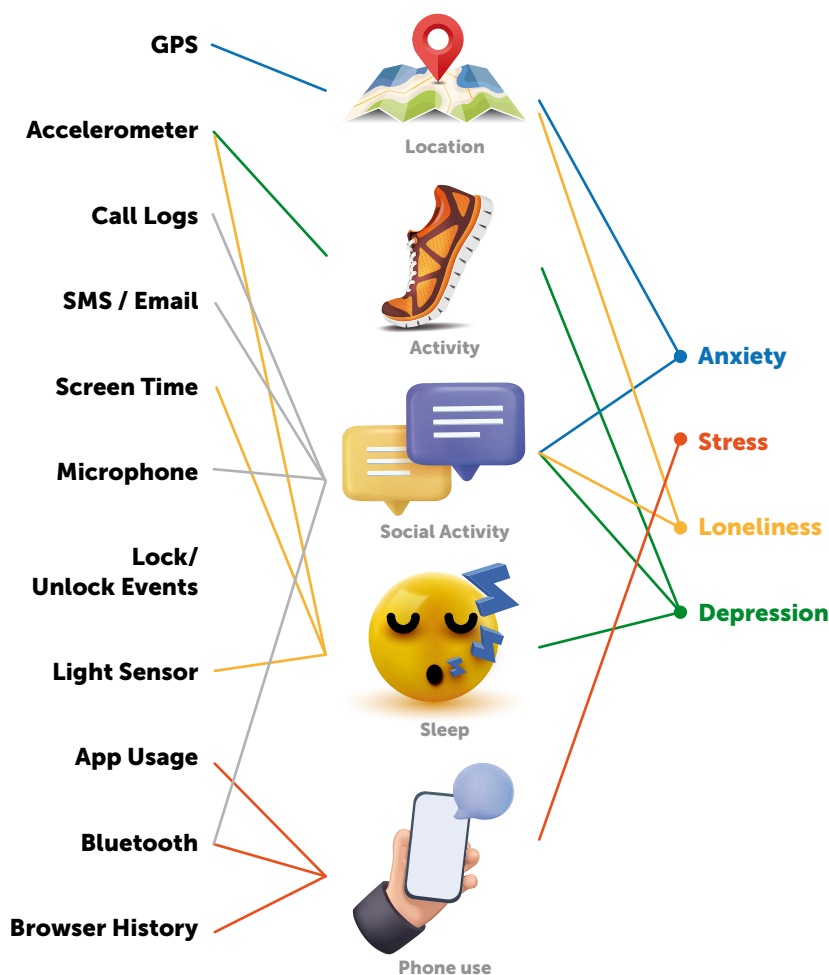 GPS
Accelerometer
Call Logs
SMS / Email
Screen Time
Microphone
Lock/
Unlock Events
Light Sensor
App Usage
Bluetooth
Browser History
Location
Activity
Social Activity
Sleep
Phone use
Anxiety
Stress
Loneliness
Depression